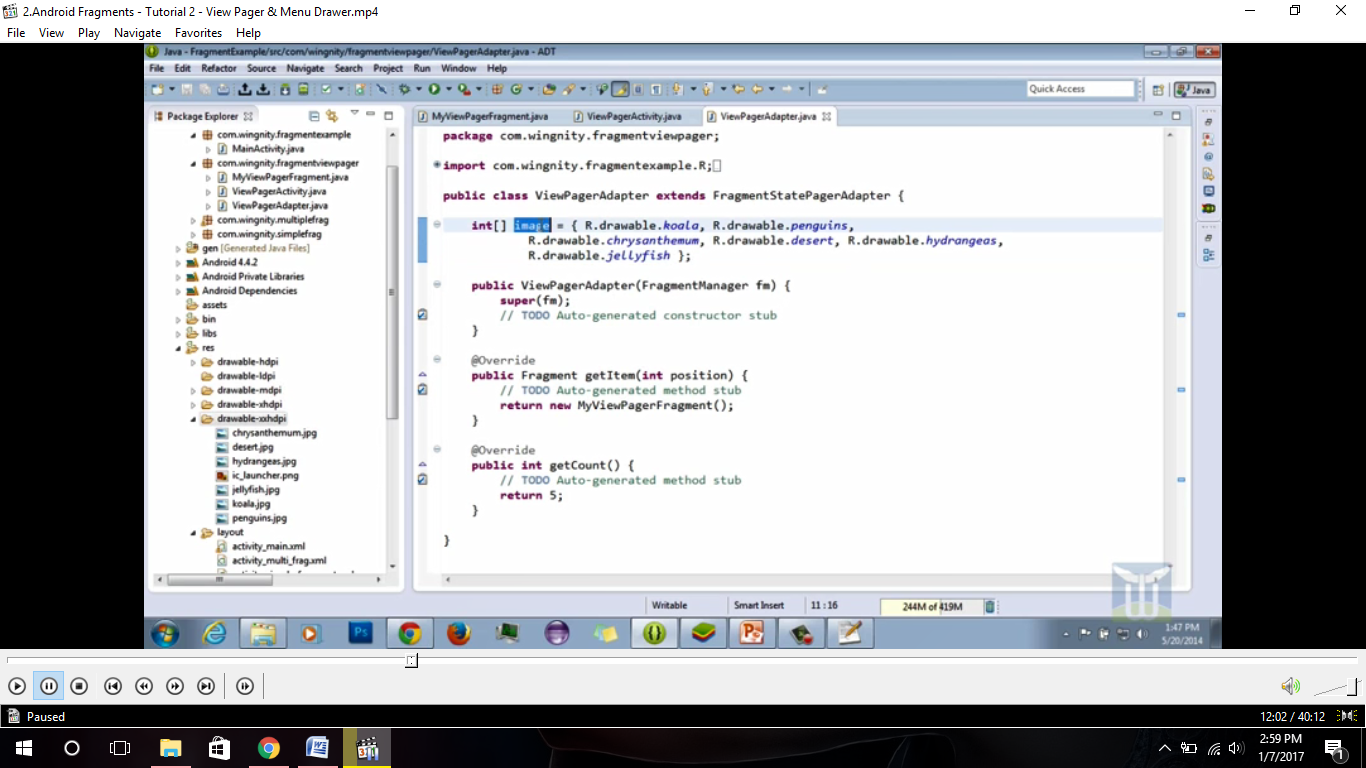 2.Android Fragments - Tutorial 2 - View Pager & Menu Drawer.mp4
File View Play Navigate Favorites Help
Java - FragmentExample/src/com/wingnity/fragmentviewpager/ViewPagerAdapter.java - ADT
File Edit Refactor Source Navigate Search Project Run Window Help
Quick Access
Java
Package Explorer
com.wingnity.fragmentexample
MainActivity.java
com.wingnity.fragmentviewpager
MyViewPagerFragment.java
ViewPagerActivity.java
ViewPagerAdapter.java
com.wingnity.multiplefrag
com.wingnity.simplefrag
gen [Generated Java Files]
Android 4.4.2
Android Private Libraries
Android Dependencies
assets
bin
libs
res
drawable-hdpi
drawable-ldpi
drawable-mdpi
drawable-xhdpi
drawable-xxhdpi
chrysanthemum.jpg
desert.jpg
hydrangeas.jpg
ic_launcher.png
jellyfish.jpg
koala.jpg
penguins.jpg
layout
activity_main.xml
activity_multi_frag.xml
MyViewPagerFragment.java ViewPagerActivity.java ViewPagerAdapter.java
package com.wingnity.fragmentviewpager;
import com.wingnity.fragmentexample.R;
public class ViewPagerAdapter extends FragmentStatePagerAdapter {
int[] image = { R.drawable.koala, R.drawable.penguins,
R.drawable.chrysanthemum, R.drawable.desert, R.drawable.hydrangeas,
R.drawable.jellyfish };
public ViewPagerAdapter(FragmentManager fm) {
super(fm);
// TODO Auto-generated constructor stub
}
@Override
public Fragment getItem(int position) {
// TODO Auto-generated method stub
return new MyViewPagerFragment();
}
@Override
public int getCount() {
// TODO Auto-generated method stub
return 5;
}
}
Writable Smart Insert 11 : 16 244M of 419M
1:47 PM
5/20/2014
Paused
12:02 / 40:12
2:59 PM
1/7/2017
1